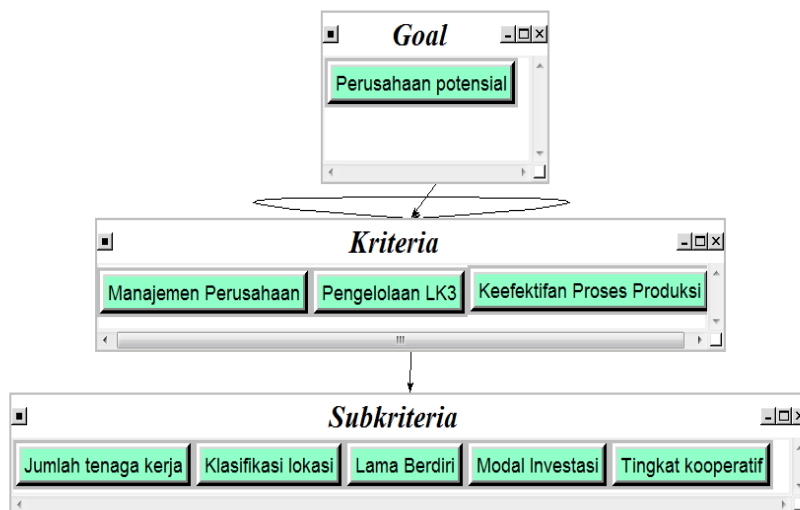 Goal
Perusahaan potensial
Kriteria
Manajemen Perusahaan Pengelolaan LK3 Keefektifan Proses Produksi
Subkriteria
Jumlah tenaga kerja Klasifikasi lokasi Lama Berdiri Modal Investasi Tingkat kooperatif